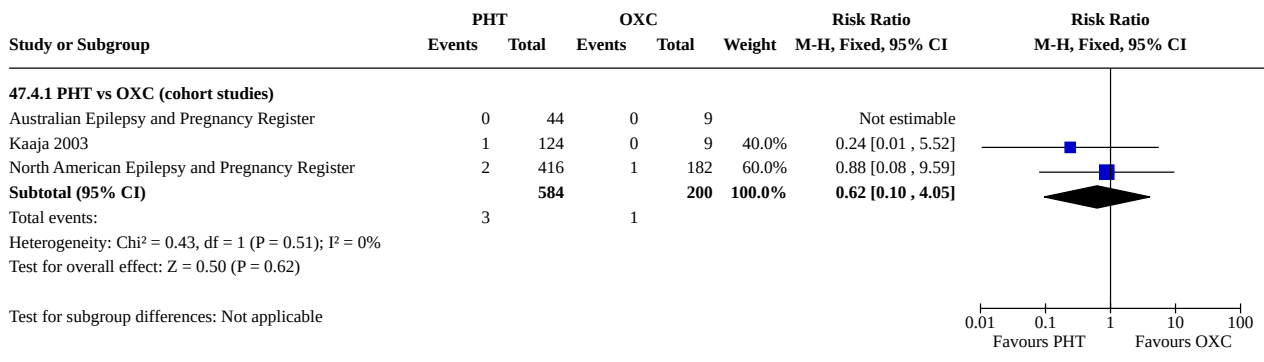 PHT OXC Risk Ratio Risk Ratio
Study or Subgroup Events Total Events Total Weight M-H, Fixed, 95% CI M-H, Fixed, 95% CI
47.4.1 PHT vs OXC (cohort studies)
Australian Epilepsy and Pregnancy Register 0 44 0 9 Not estimable
Kaaja 2003 1 124 0 9 40.0% 0.24 [0.01 , 5.52]
North American Epilepsy and Pregnancy Register 2 416 1 182 60.0% 0.88 [0.08 , 9.59]
Subtotal (95% CI) 584 200 100.0% 0.62 [0.10 , 4.05]
Total events: 3 1
Heterogeneity: Chi² = 0.43, df = 1 (P = 0.51); I² = 0%
Test for overall effect: Z = 0.50 (P = 0.62)
Test for subgroup differences: Not applicable
0.01 0.1 1 10 100
Favours PHT Favours OXC